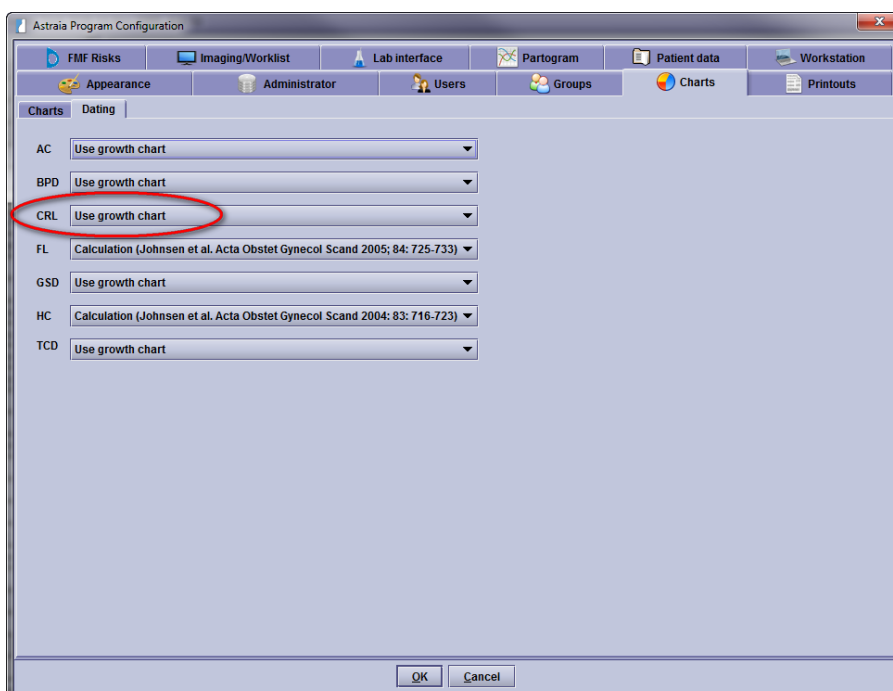 Astraia Program Configuration
FMF Risks Imaging/Worklist Lab interface Partogram Patient data Workstation
Appearance Administrator Users Groups Charts Printouts
Charts Dating
AC Use growth chart
BPD Use growth chart
CRL Use growth chart
FL Calculation (Johnsen et al. Acta Obstet Gynecol Scand 2005; 84: 725-733)
GSD Use growth chart
HC Calculation (Johnsen et al. Acta Obstet Gynecol Scand 2004: 83: 716-723)
TCD Use growth chart
OK Cancel